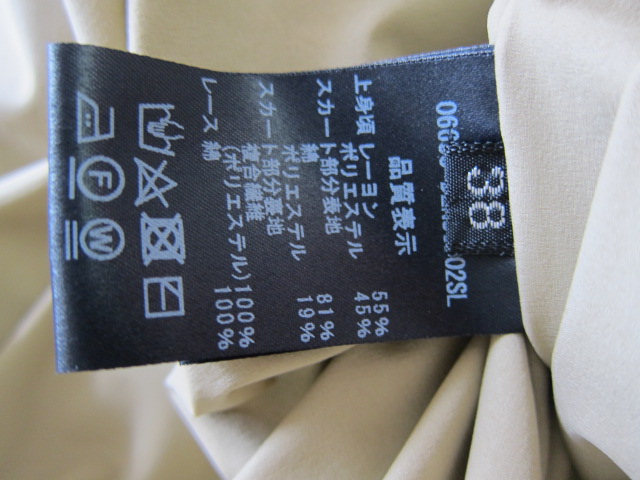 38
02SL
品質表示
上身頃 レーヨン 55%
ポリエステル 45%
スカート部分表地
ポリエステル 81%
綿 19%
スカート部分裏地
複合繊維
(ポリエステル)100%
レース 綿 100%
F
W